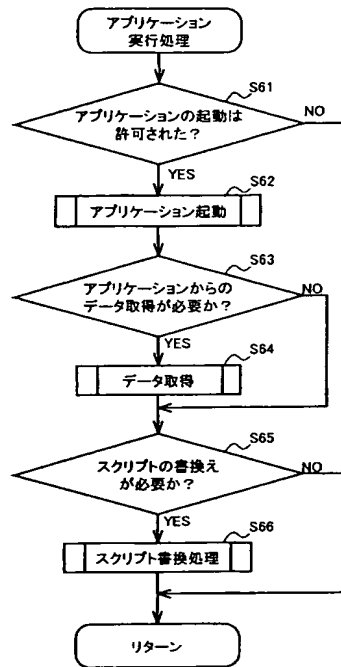 アプリケーション
実行処理
S61
アプリケーションの起動は
許可された？
NO
YES
S62
アプリケーション起動
S63
アプリケーションからの
データ取得が必要か？
NO
YES
S64
データ取得
S65
スクリプトの書換え
が必要か？
NO
YES
S66
スクリプト書換処理
リターン